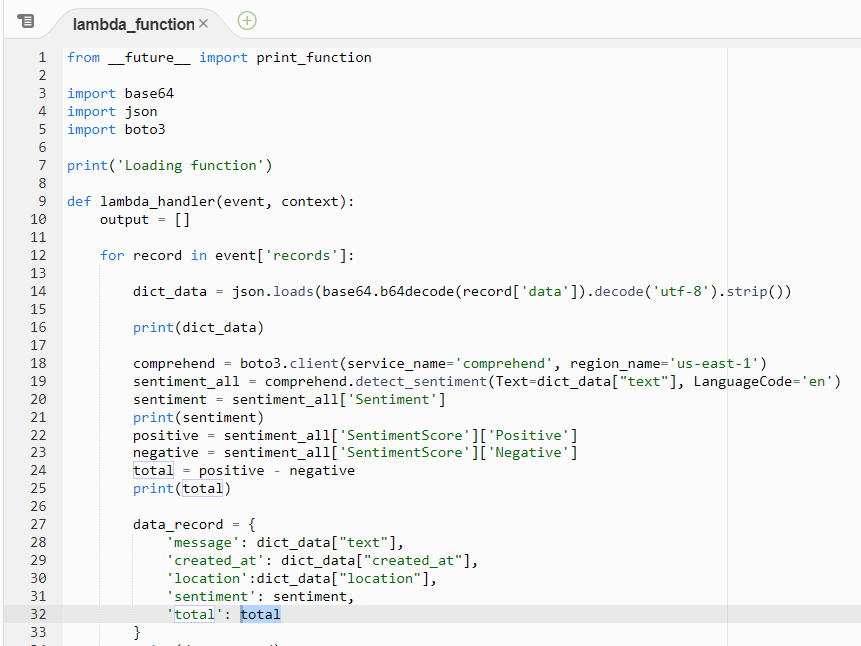 lambda_function ×
1 from __future__ import print_function
2
3 import base64
4 import json
5 import boto3
6
7 print('Loading function')
8
9 def lambda_handler(event, context):
10     output = []
11
12     for record in event['records']:
13
14         dict_data = json.loads(base64.b64decode(record['data']).decode('utf-8').strip())
15
16         print(dict_data)
17
18         comprehend = boto3.client(service_name='comprehend', region_name='us-east-1')
19         sentiment_all = comprehend.detect_sentiment(Text=dict_data["text"], LanguageCode='en')
20         sentiment = sentiment_all['Sentiment']
21         print(sentiment)
22         positive = sentiment_all['SentimentScore']['Positive']
23         negative = sentiment_all['SentimentScore']['Negative']
24         total = positive - negative
25         print(total)
26
27         data_record = {
28             'message': dict_data["text"],
29             'created_at': dict_data["created_at"],
30             'location':dict_data["location"],
31             'sentiment': sentiment,
32             'total': total
33         }